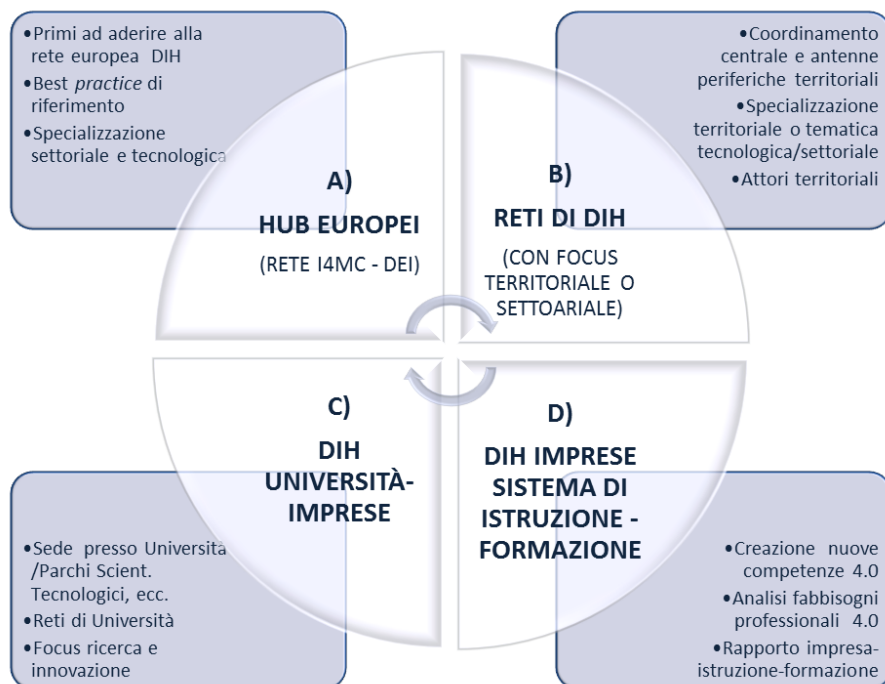 •Primi ad aderire alla
rete europea DIH
•Best practice di
riferimento
•Specializzazione
settoriale e tecnologica
•Coordinamento
centrale e antenne
periferiche territoriali
•Specializzazione
territoriale o tematica
tecnologica/settoriale
•Attori territoriali
A)
HUB EUROPEI
(RETE I4MC - DEI)
B)
RETI DI DIH
(CON FOCUS
TERRITORIALE O
SETTOARIALE)
C)
DIH
UNIVERSITÀ-
IMPRESE
D)
DIH IMPRESE
SISTEMA DI
ISTRUZIONE -
FORMAZIONE
•Sede presso Università
/Parchi Scient.
Tecnologici, ecc.
•Reti di Università
•Focus ricerca e
innovazione
•Creazione nuove
competenze 4.0
•Analisi fabbisogni
professionali 4.0
•Rapporto impresa-
istruzione-formazione